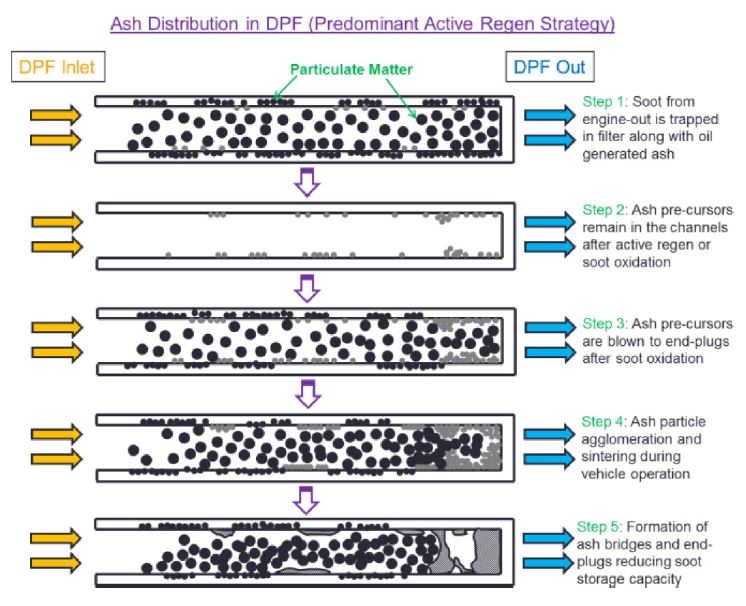 Ash Distribution in DPF (Predominant Active Regen Strategy)
DPF Inlet
Particulate Matter
DPF Out
Step 1: Soot from
engine-out is trapped
in filter along with oil
generated ash
Step 2: Ash pre-cursors
remain in the channels
after active regen or
soot oxidation
Step 3: Ash pre-cursors
are blown to end-plugs
after soot oxidation
Step 4: Ash particle
agglomeration and
sintering during
vehicle operation
Step 5: Formation of
ash bridges and end-
plugs reducing soot
storage capacity